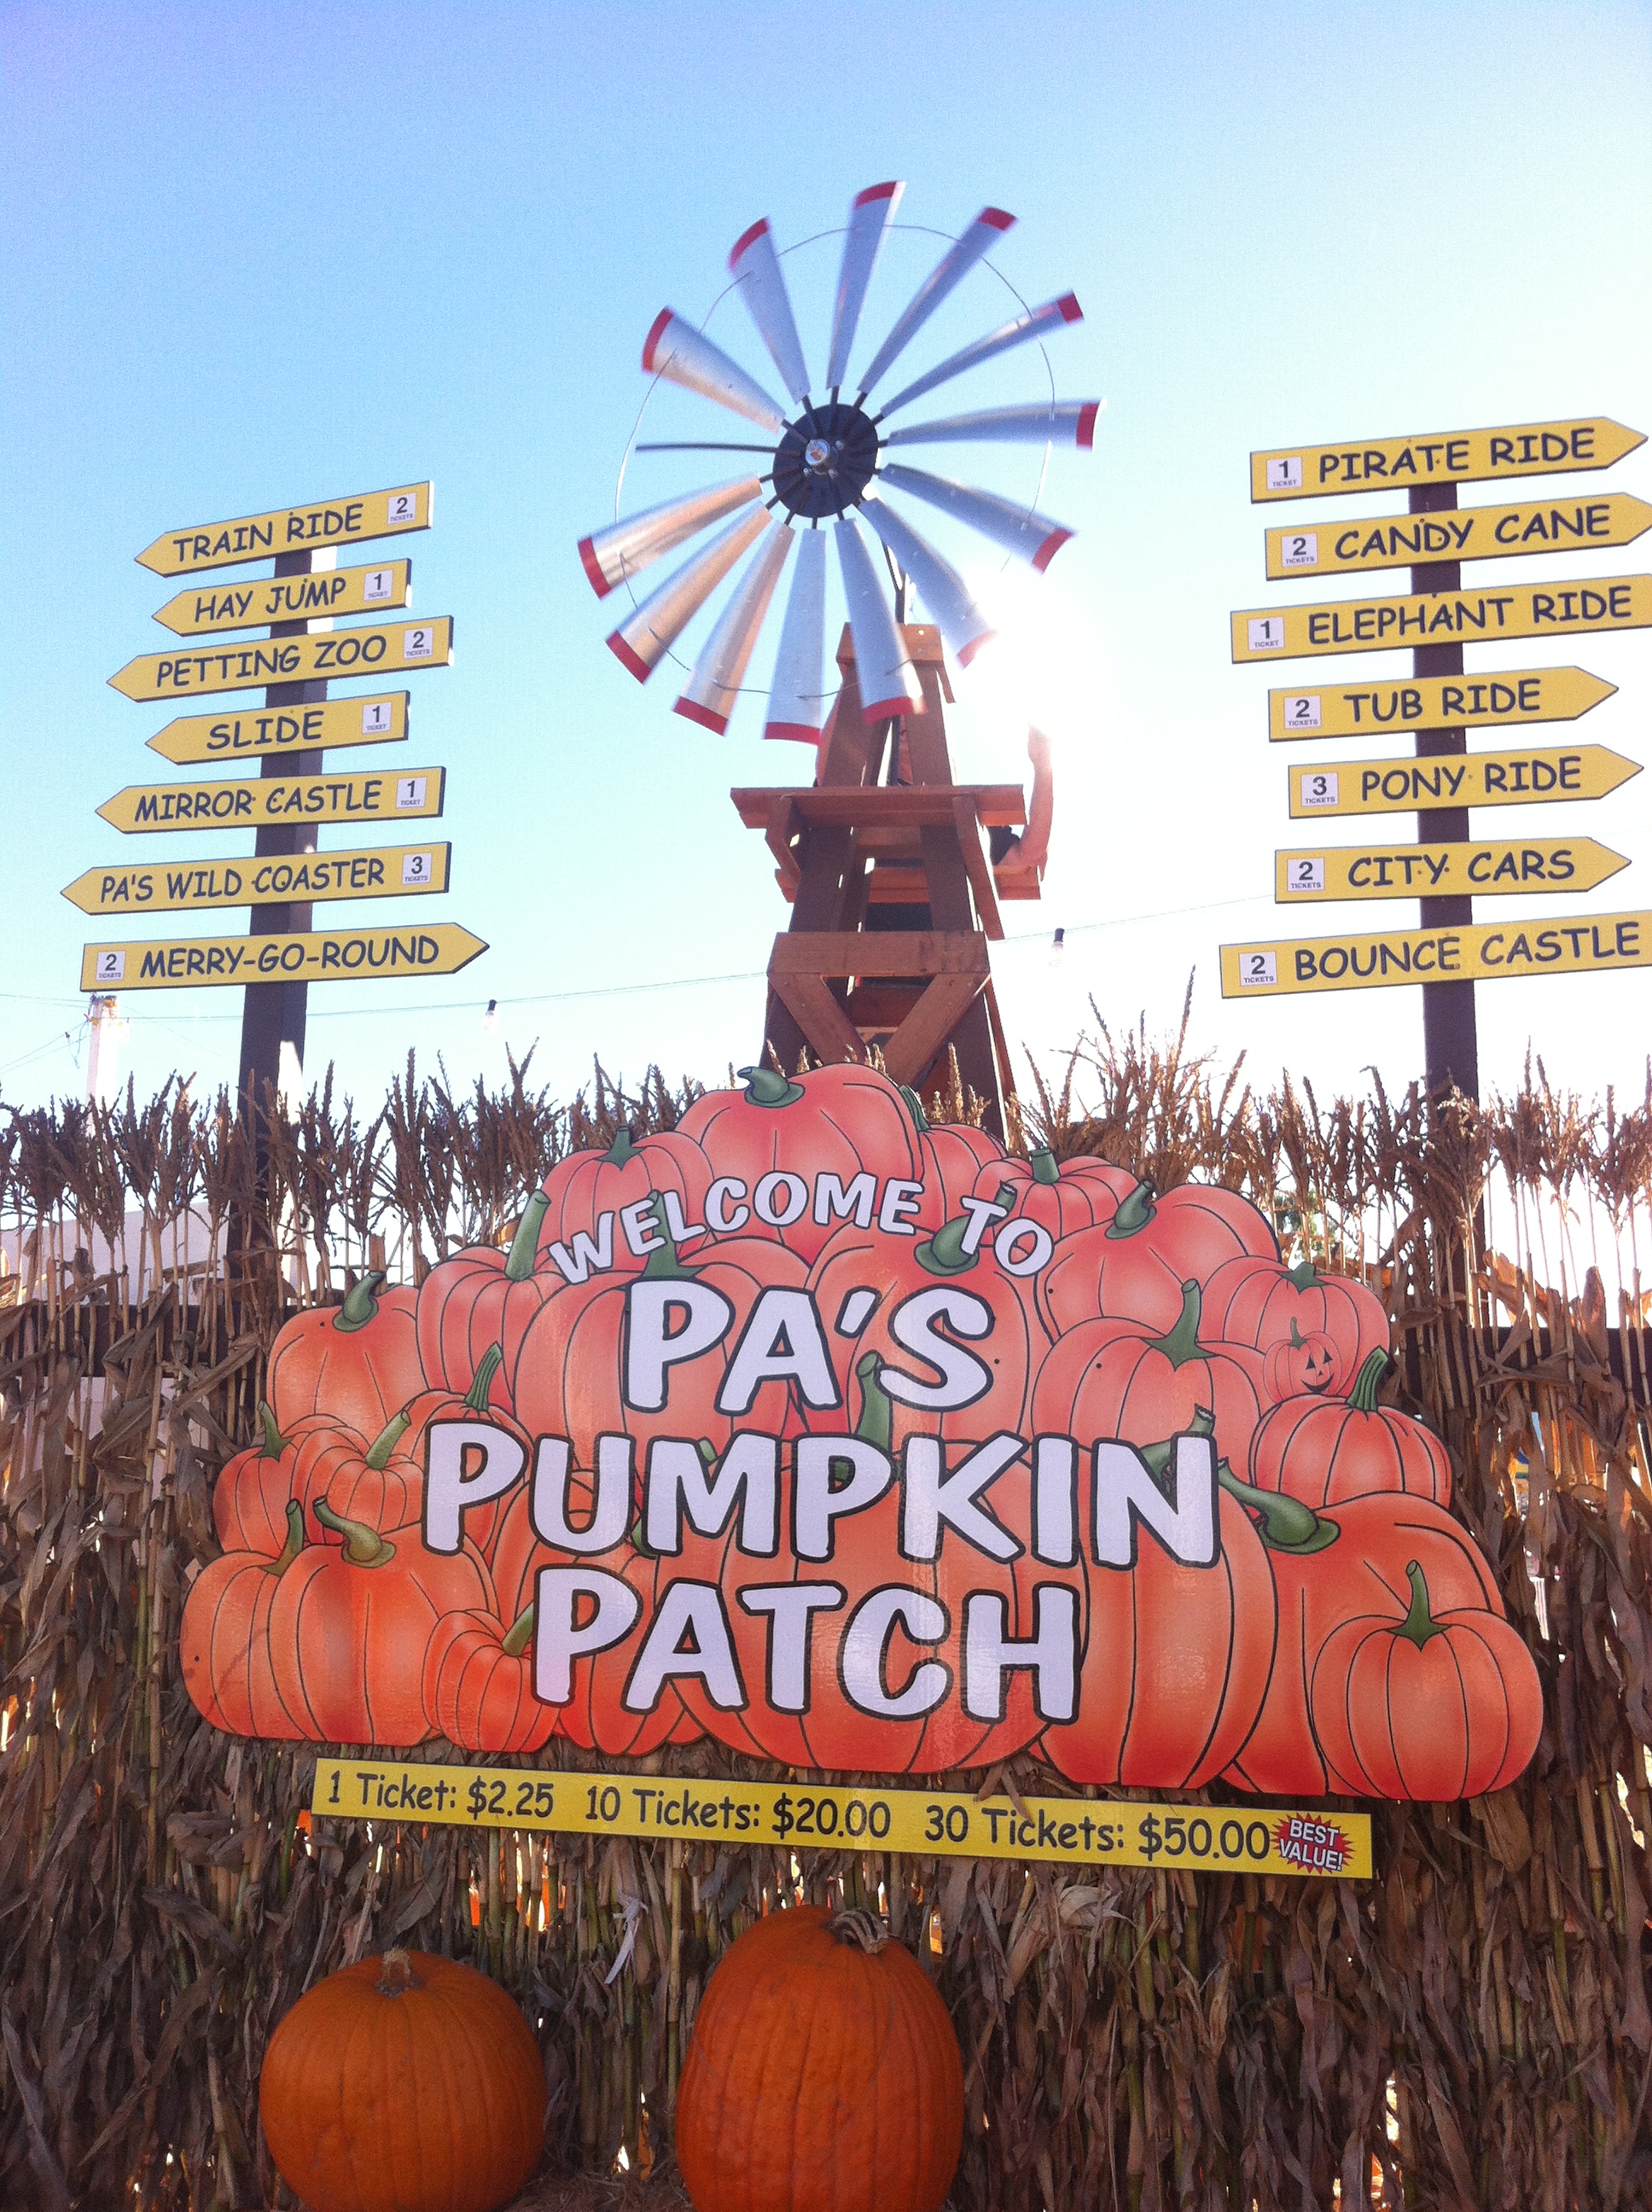 TRAIN RIDE 2 TICKETS
HAY JUMP 1 TICKET
PETTING ZOO 2 TICKETS
SLIDE 1 TICKET
MIRROR CASTLE 1 TICKET
PA'S WILD COASTER 3 TICKETS
2 TICKETS MERRY-GO-ROUND
1 TICKET PIRATE RIDE
2 TICKETS CANDY CANE
1 TICKET ELEPHANT RIDE
2 TICKETS TUB RIDE
3 TICKETS PONY RIDE
2 TICKETS CITY CARS
2 TICKETS BOUNCE CASTLE
WELCOME TO
PA'S
PUMPKIN
PATCH
1 Ticket: $2.25 10 Tickets: $20.00 30 Tickets: $50.00 BEST VALUE!